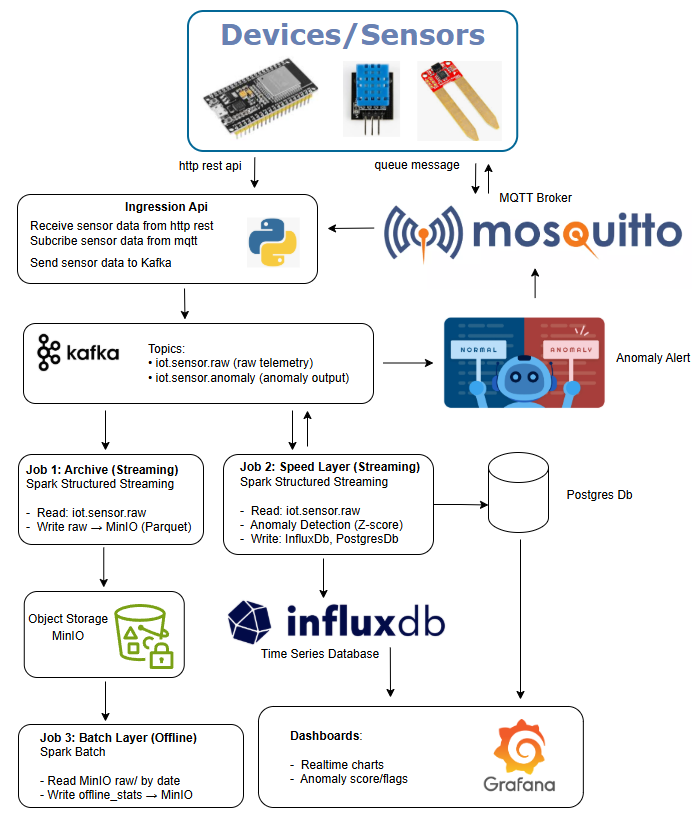 Devices/Sensors
http rest api
queue message
Ingression Api
Receive sensor data from http rest
Subcribe sensor data from mqtt
Send sensor data to Kafka
MQTT Broker
mosquitto
kafka
Topics:
• iot.sensor.raw (raw telemetry)
• iot.sensor.anomaly (anomaly output)
NORMAL
ANOMALY
Anomaly Alert
Job 1: Archive (Streaming)
Spark Structured Streaming
- Read: iot.sensor.raw
- Write raw → MinIO (Parquet)
Job 2: Speed Layer (Streaming)
Spark Structured Streaming
- Read: iot.sensor.raw
- Anomaly Detection (Z-score)
- Write: InfluxDb, PostgresDb
Postgres Db
Object Storage
MinIO
influxdb
Time Series Database
Job 3: Batch Layer (Offline)
Spark Batch
- Read MinIO raw/ by date
- Write offline_stats → MinIO
Dashboards:
- Realtime charts
- Anomaly score/flags
Grafana